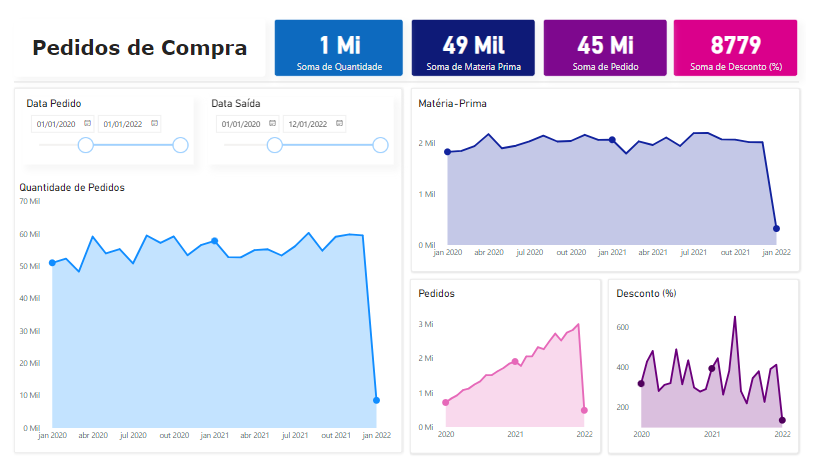 Pedidos de Compra
1 Mi
Soma de Quantidade
49 Mil
Soma de Materia Prima
45 Mi
Soma de Pedido
8779
Soma de Desconto (%)
Data Pedido
01/01/2020
01/01/2022
Data Saída
01/01/2020
12/01/2022
Quantidade de Pedidos
70 Mil
60 Mil
50 Mil
40 Mil
30 Mil
20 Mil
10 Mil
0 Mil
jan 2020 abr 2020 jul 2020 out 2020 jan 2021 abr 2021 jul 2021 out 2021 jan 2022
Matéria-Prima
2 Mil
1 Mil
0 Mil
jan 2020 abr 2020 jul 2020 out 2020 jan 2021 abr 2021 jul 2021 out 2021 jan 2022
Pedidos
3 Mi
2 Mi
1 Mi
0 Mi
2020 2021 2022
Desconto (%)
600
400
200
2020 2021 2022